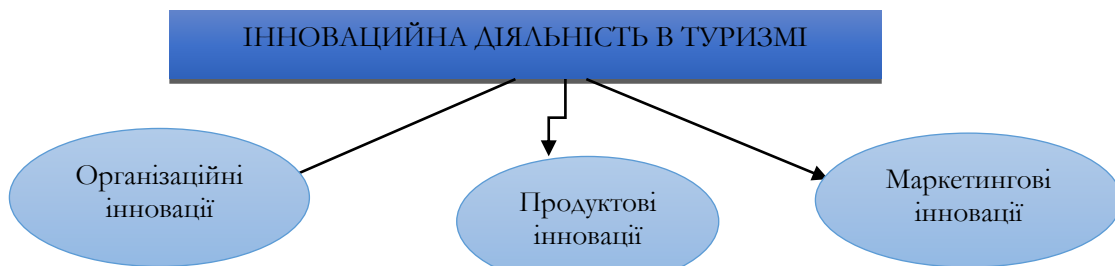 ІННОВАЦИЙНА ДІЯЛЬНІСТЬ В ТУРИЗМІ
Організаційні
інновації
Продуктові
інновації
Маркетингові
інновації